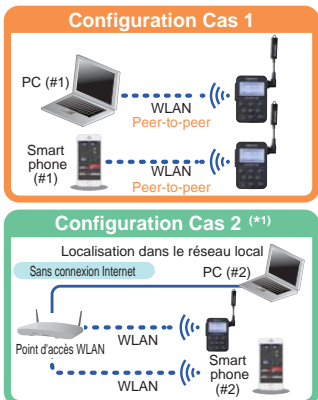 Configuration Cas 1
PC (#1)
WLAN
Peer-to-peer
Smart
phone
(#1)
WLAN
Peer-to-peer
Configuration Cas 2 (*1)
Localisation dans le réseau local
Sans connexion Internet
PC (#2)
Point d'accès WLAN
WLAN
Smart
phone
(#2)
WLAN